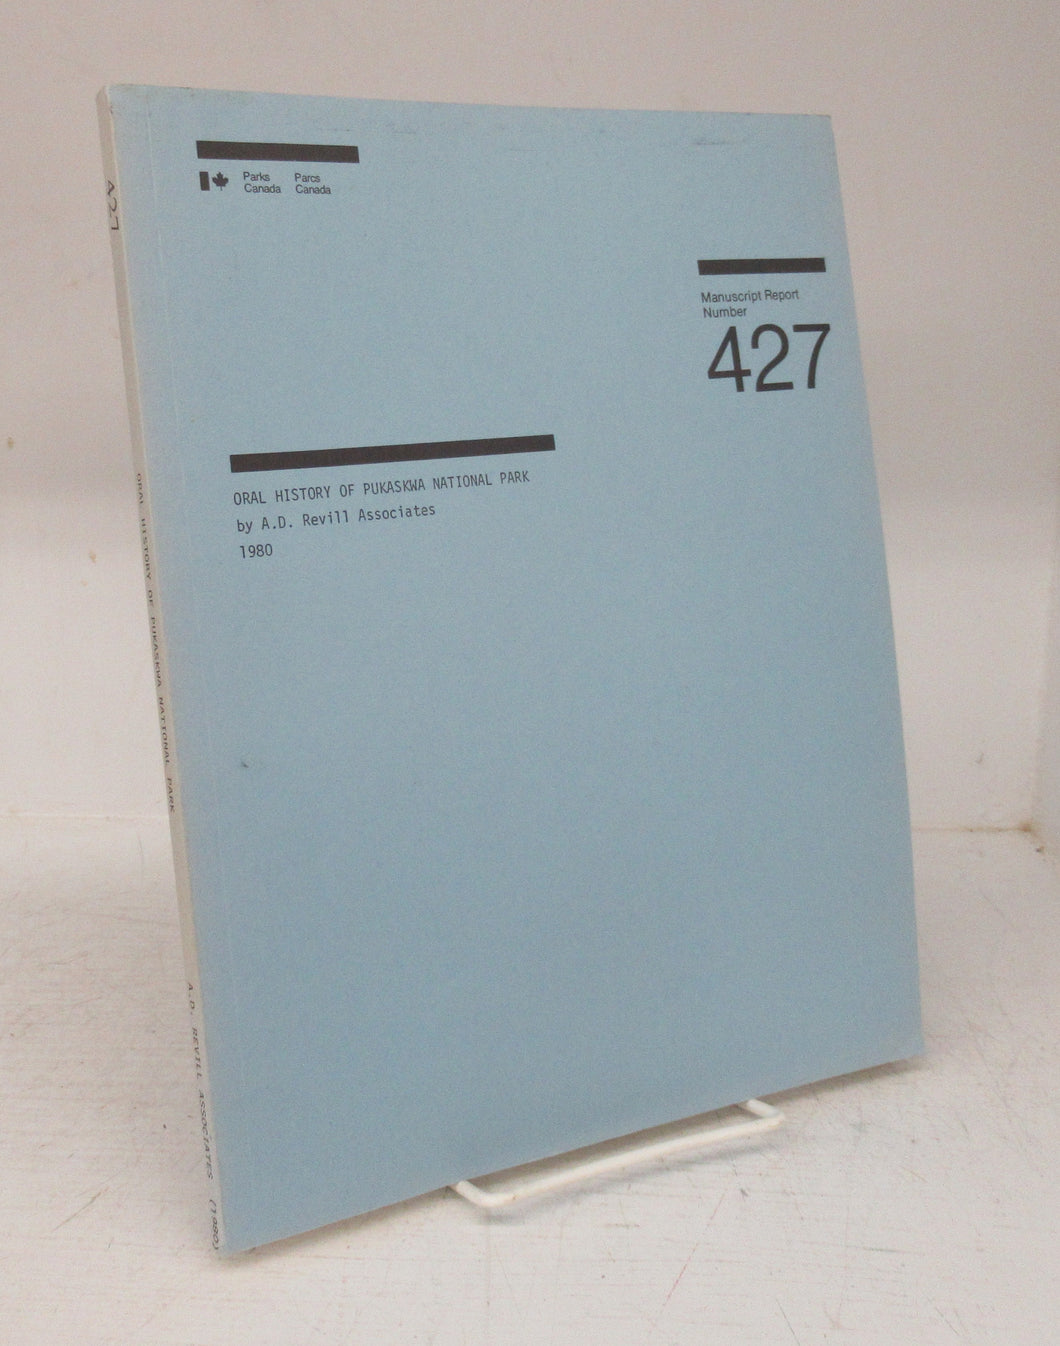 Parks Parcs
Canada Canada
Manuscript Report
Number
427
ORAL HISTORY OF PUKASKWA NATIONAL PARK
by A.D. Revill Associates
1980
427
ORAL HISTORY OF PUKASKWA NATIONAL PARK
A.D. REVILL ASSOCIATES (1980)